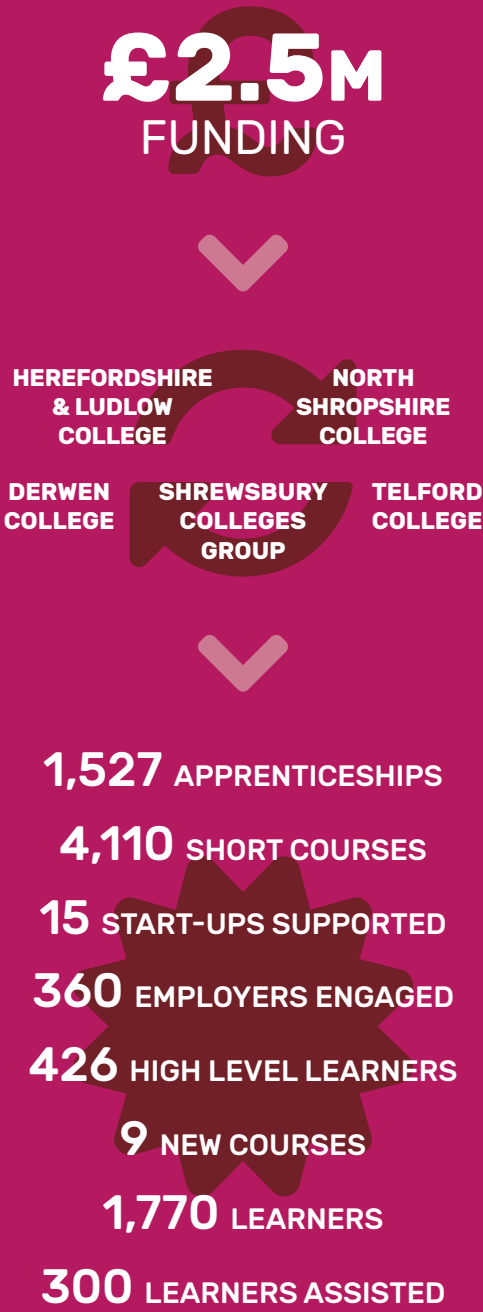 £2.5M
FUNDING
HEREFORDSHIRE
& LUDLOW
COLLEGE
NORTH
SHROPSHIRE
COLLEGE
DERWEN
COLLEGE
SHREWSBURY
COLLEGES
GROUP
TELFORD
COLLEGE
1,527 APPRENTICESHIPS
4,110 SHORT COURSES
15 START-UPS SUPPORTED
360 EMPLOYERS ENGAGED
426 HIGH LEVEL LEARNERS
9 NEW COURSES
1,770 LEARNERS
300 LEARNERS ASSISTED